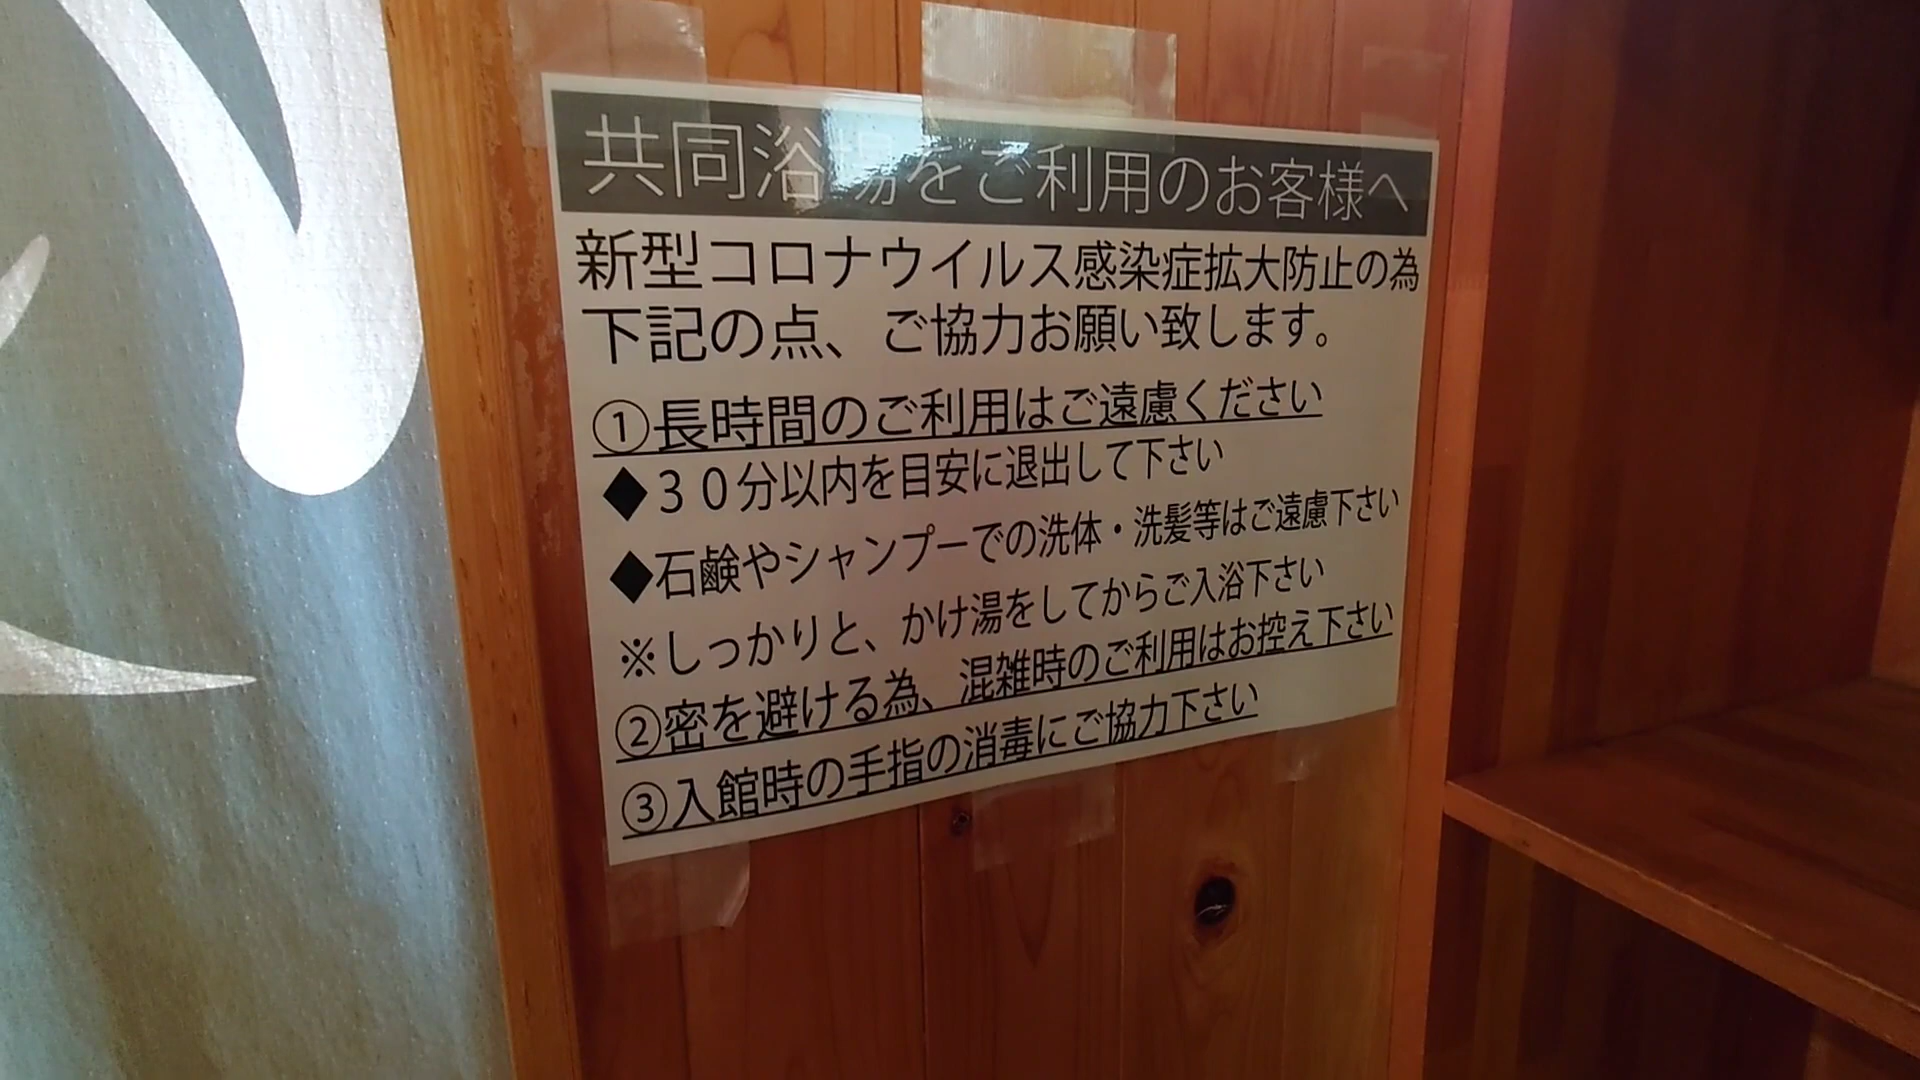 共同浴場をご利用のお客様へ
新型コロナウイルス感染症拡大防止の為
下記の点、ご協力お願い致します。
①長時間のご利用はご遠慮ください
◆３０分以内を目安に退出して下さい
◆石鹸やシャンプーでの洗体・洗髪等はご遠慮下さい
※しっかりと、かけ湯をしてからご入浴下さい
②密を避ける為、混雑時のご利用はお控え下さい
③入館時の手指の消毒にご協力下さい